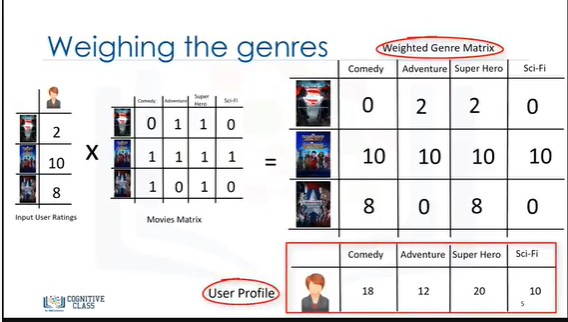 Weighing the genres
Weighted Genre Matrix
Comedy Adventure Super Hero Sci-Fi
0 2 2 0
10 10 10 10
8 0 8 0
2
10
8
Input User Ratings
X
Comedy Adventure Super Hero Sci-Fi
0 1 1 0
1 1 1 1
1 0 1 0
Movies Matrix
=
User Profile
Comedy Adventure Super Hero Sci-Fi
18 12 20 10
5
COGNITIVE
CLASS